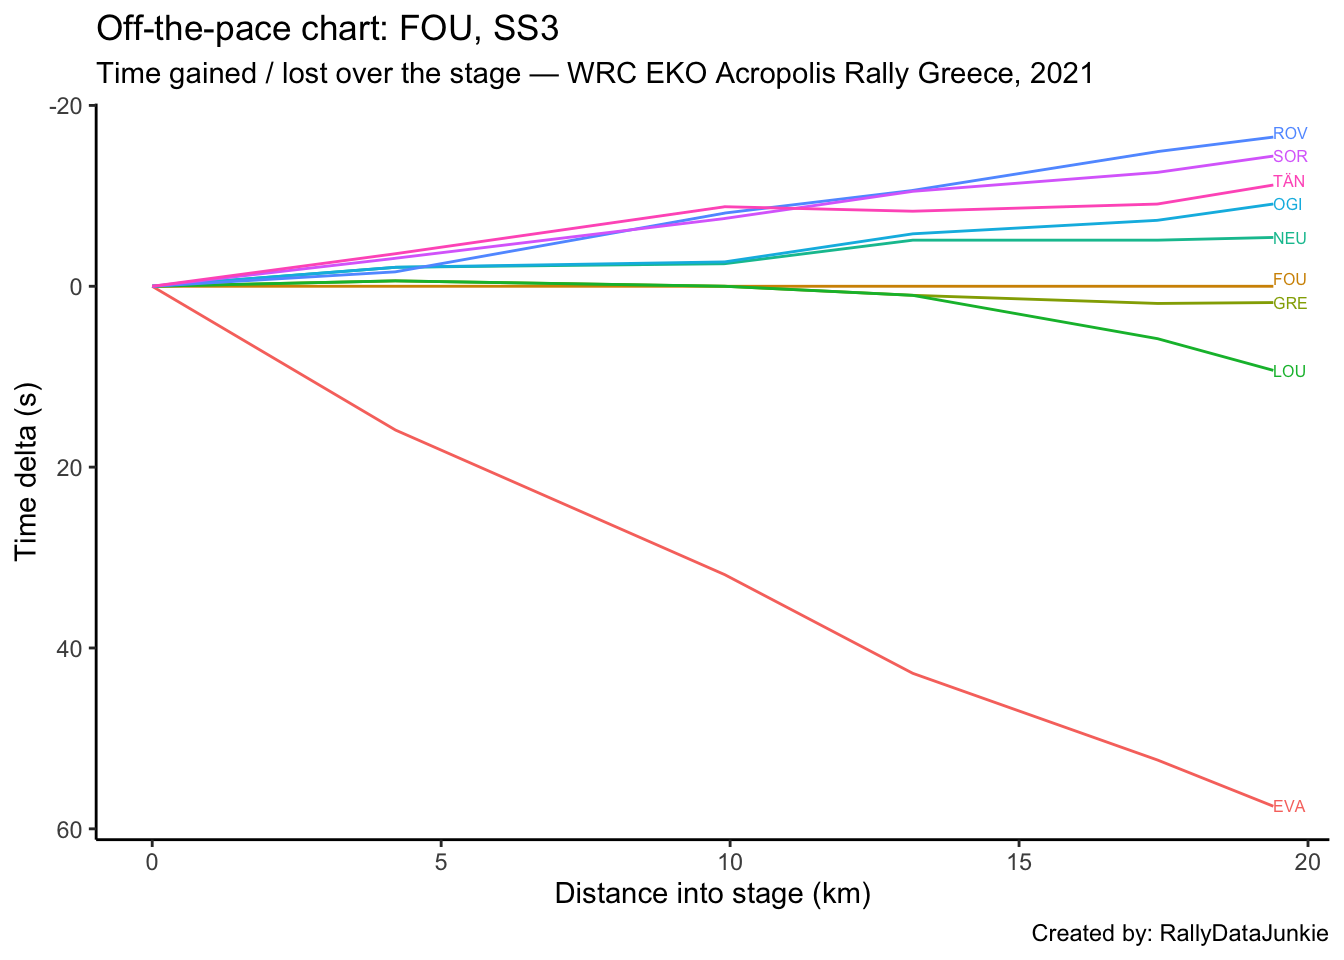 Off-the-pace chart: FOU, SS3
Time gained / lost over the stage — WRC EKO Acropolis Rally Greece, 2021
-20
0
20
40
60
Time delta (s)
ROV
SOR
TÄN
OGI
NEU
FOU
GRE
LOU
EVA
0 5 10 15 20
Distance into stage (km)
Created by: RallyDataJunkie